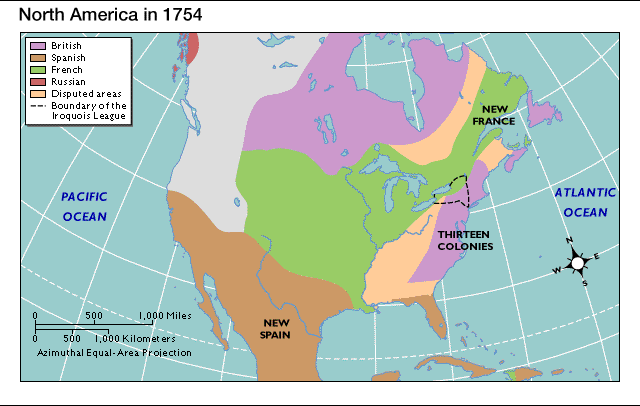 North America in 1754
British
Spanish
French
Russian
Disputed areas
Boundary of the
Iroquois League
NEW
FRANCE
PACIFIC
OCEAN
ATLANTIC
OCEAN
THIRTEEN
COLONIES
N
W E
S
NEW
SPAIN
0 500 1,000 Miles
0 500 1,000 Kilometers
Azimuthal Equal-Area Projection